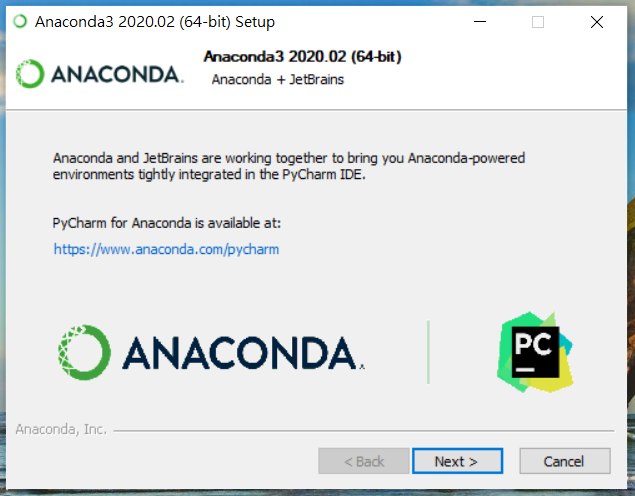 Anaconda3 2020.02 (64-bit) Setup
ANACONDA.
Anaconda3 2020.02 (64-bit)
Anaconda + JetBrains
Anaconda and JetBrains are working together to bring you Anaconda-powered
environments tightly integrated in the PyCharm IDE.
PyCharm for Anaconda is available at:
https://www.anaconda.com/pycharm
ANACONDA.
PC
Anaconda, Inc.
< Back
Next >
Cancel